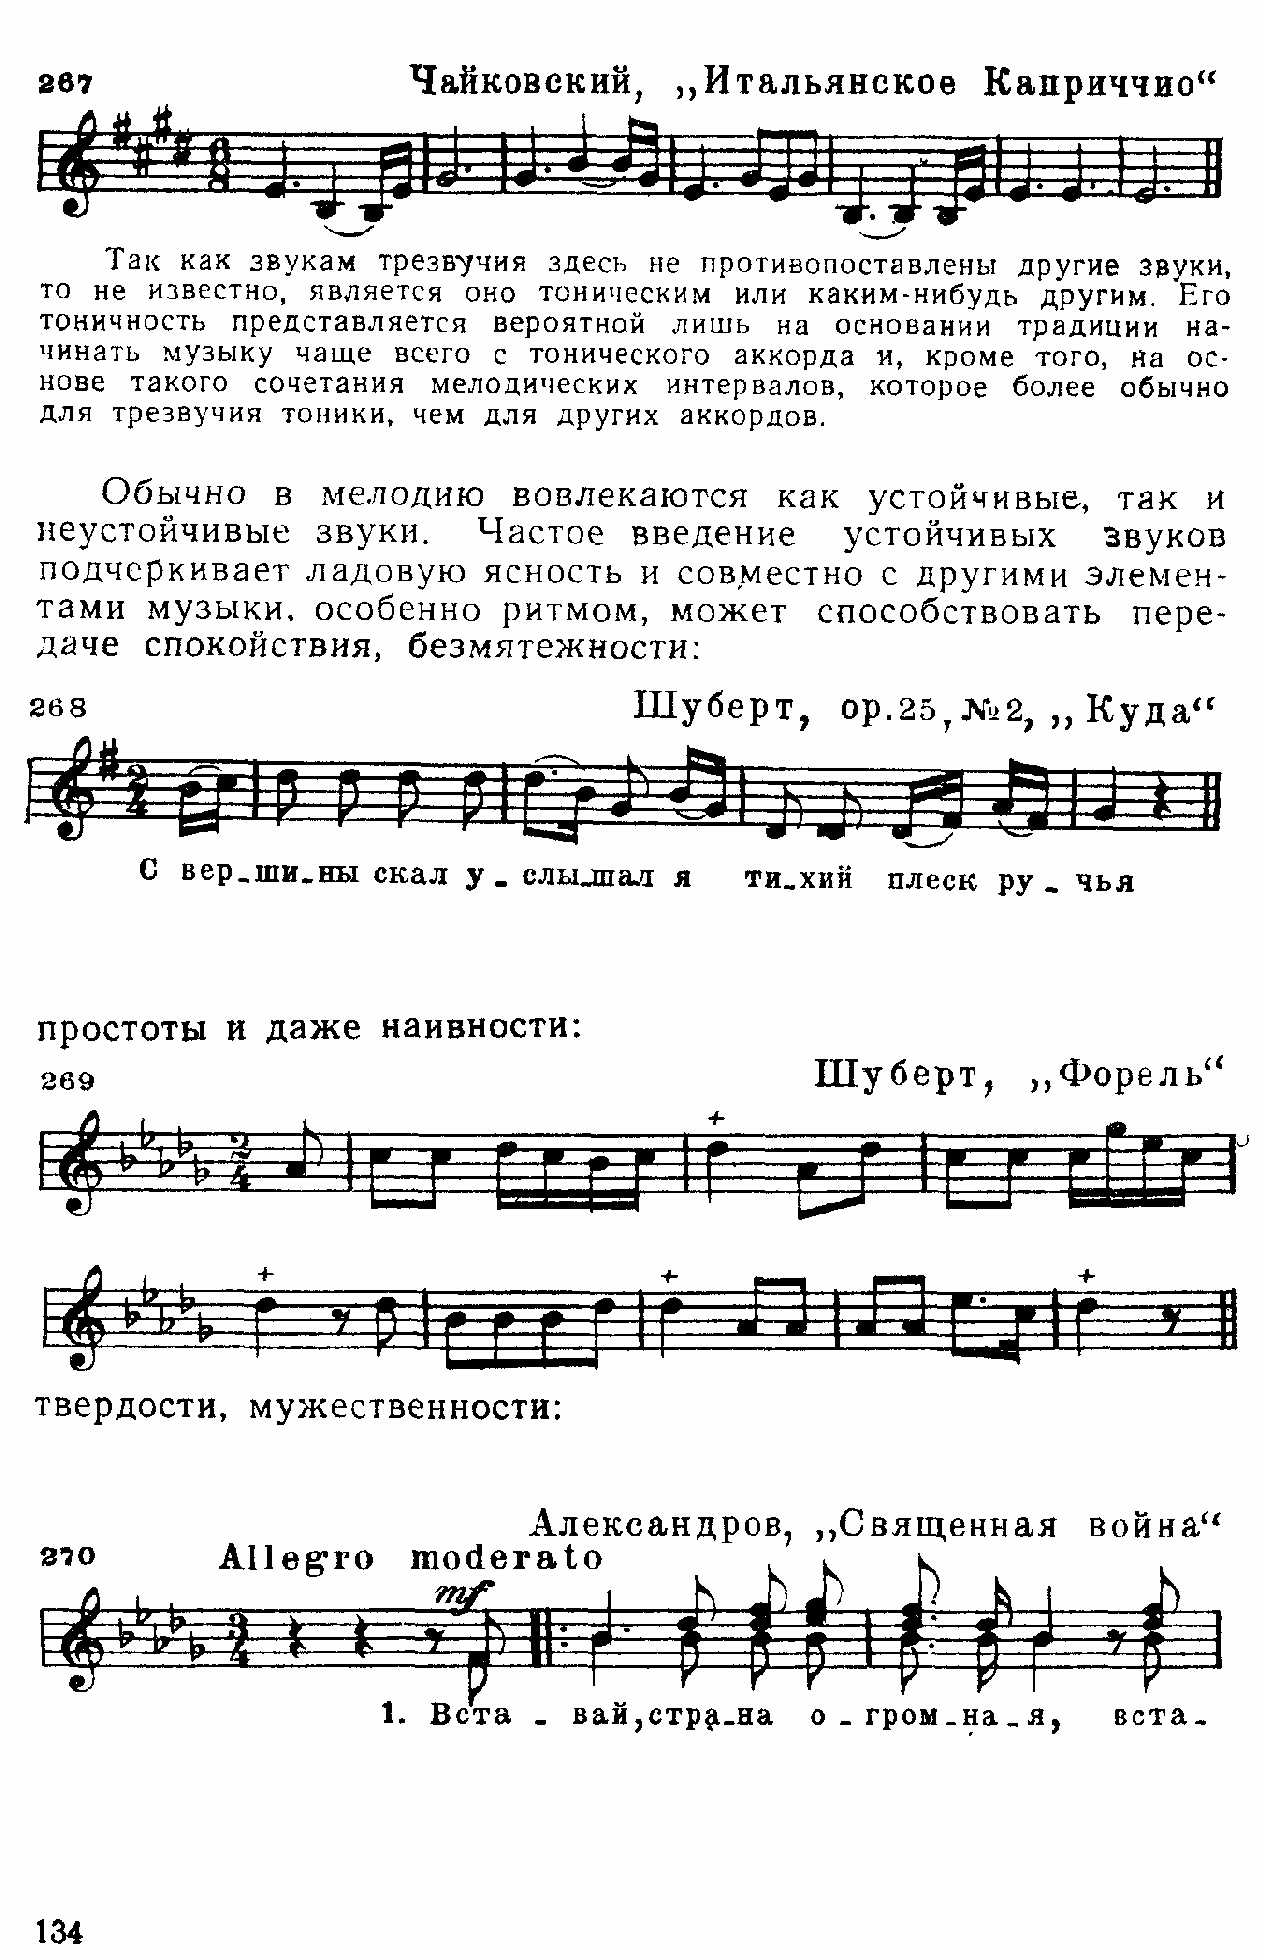 267 Чайковский, „Итальянское Каприччио“
Так как звукам трезвучия здесь не противопоставлены другие звуки,
то не известно, является оно тоническим или каким-нибудь другим. Его
тоничность представляется вероятной лишь на основании традиции на-
чинать музыку чаще всего с тонического аккорда и, кроме того, на ос-
нове такого сочетания мелодических интервалов, которое более обычно
для трезвучия тоники, чем для других аккордов.
Обычно в мелодию вовлекаются как устойчивые, так и
неустойчивые звуки. Частое введение устойчивых звуков
подчеркивает ладовую ясность и совместно с другими элемен-
тами музыки, особенно ритмом, может способствовать пере-
даче спокойствия, безмятежности:
268 Шуберт, op.25, №2, „Куда“
2
4
С вер-ши-ны скал у - слы-шал я ти-хий плеск ру - чья
простоты и даже наивности:
269 Шуберт, „Форель“
2
4
твердости, мужественности:
Александров, „Священная война“
270 Allegro moderato
mf
3
4
1. Вста - вай,стра-на о - гром-на-я, вста-
134